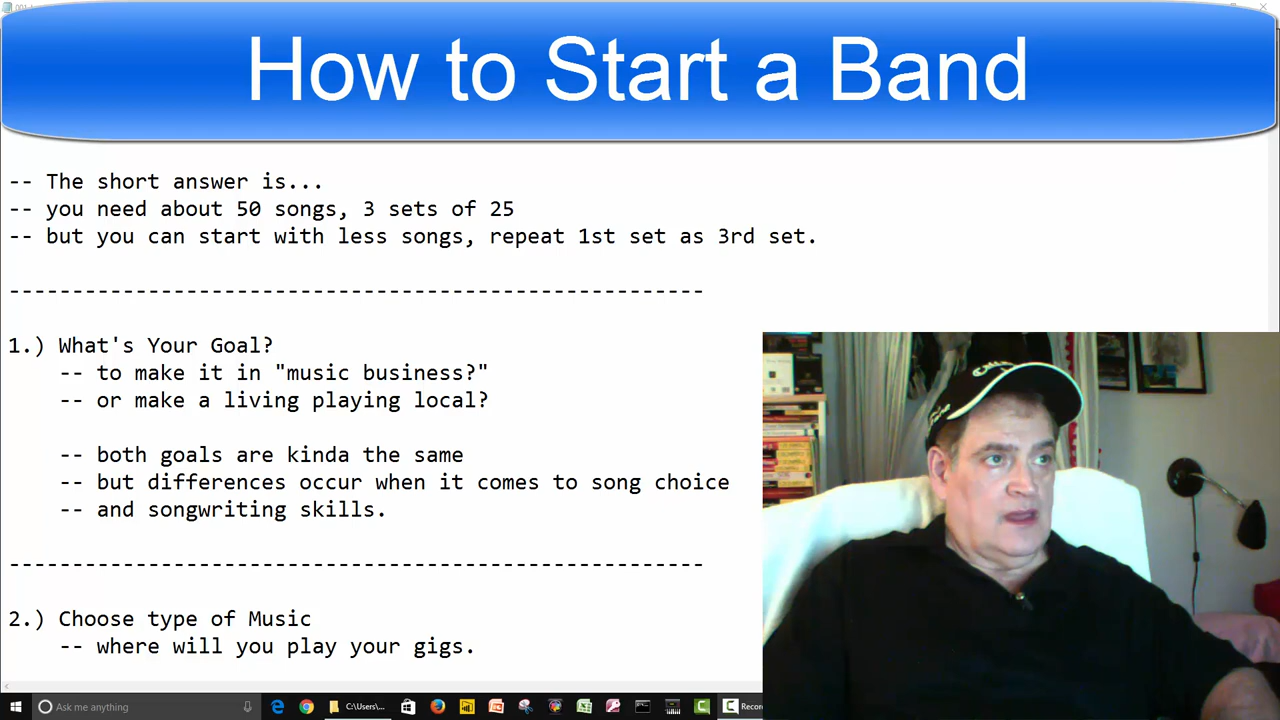 How to Start a Band
-- The short answer is...
-- you need about 50 songs, 3 sets of 25
-- but you can start with less songs, repeat 1st set as 3rd set.
--------------------------------------------------------
1.) What's Your Goal?
-- to make it in "music business?"
-- or make a living playing local?
-- both goals are kinda the same
-- but differences occur when it comes to song choice
-- and songwriting skills.
--------------------------------------------------------
2.) Choose type of Music
-- where will you play your gigs.
Ask me anything
C:\Users\...